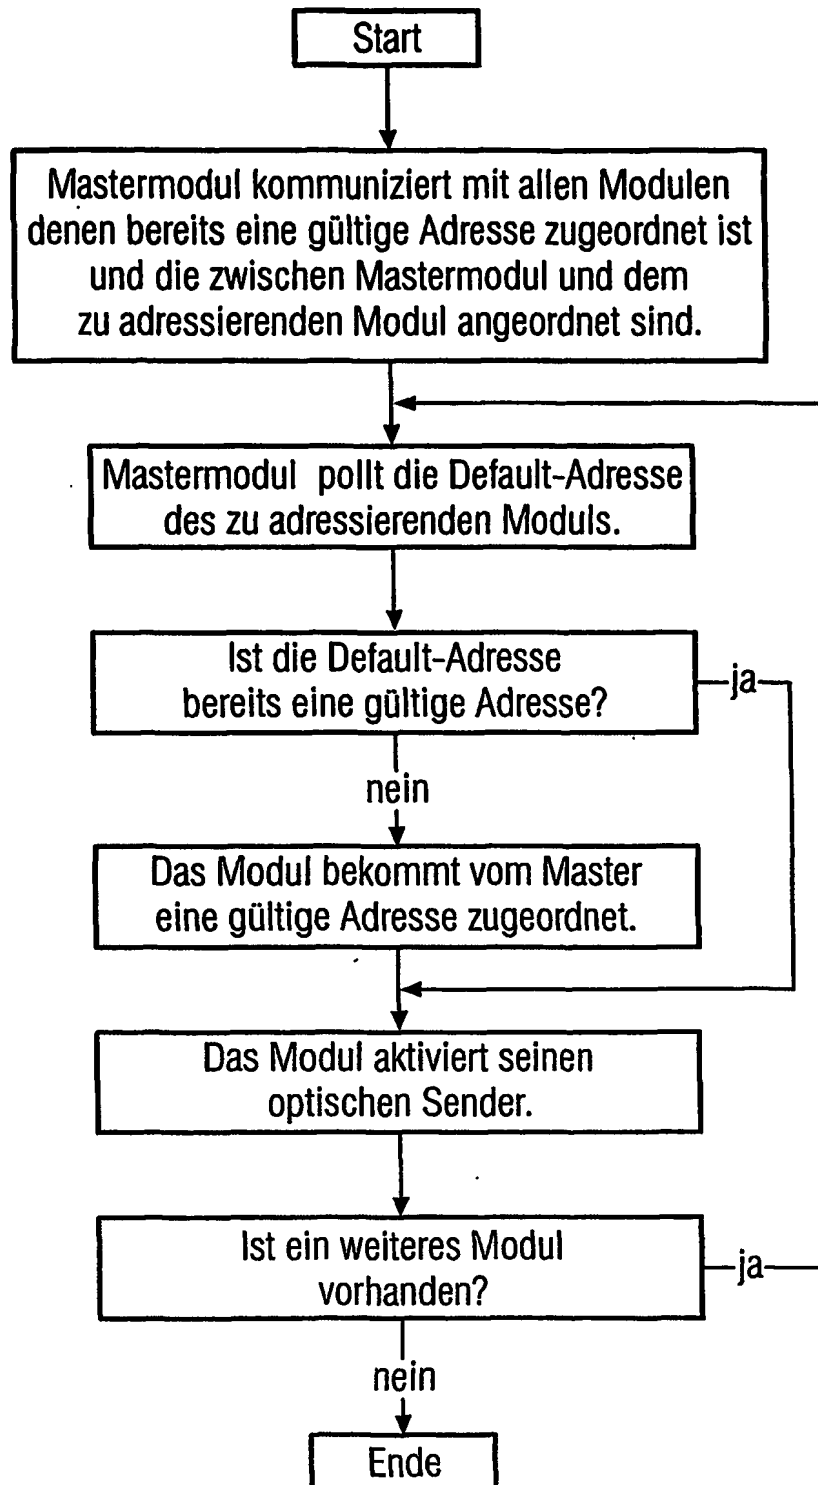 Start
Mastermodul kommuniziert mit allen Modulen
denen bereits eine gültige Adresse zugeordnet ist
und die zwischen Mastermodul und dem
zu adressierenden Modul angeordnet sind.
Mastermodul pollt die Default-Adresse
des zu adressierenden Moduls.
Ist die Default-Adresse
bereits eine gültige Adresse?
ja
nein
Das Modul bekommt vom Master
eine gültige Adresse zugeordnet.
Das Modul aktiviert seinen
optischen Sender.
Ist ein weiteres Modul
vorhanden?
ja
nein
Ende